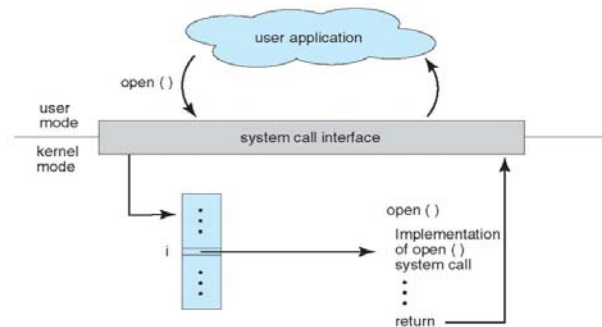 user application
open ( )
user
mode
system call interface
kernel
mode
open ( )
i
Implementation
of open ( )
system call
return